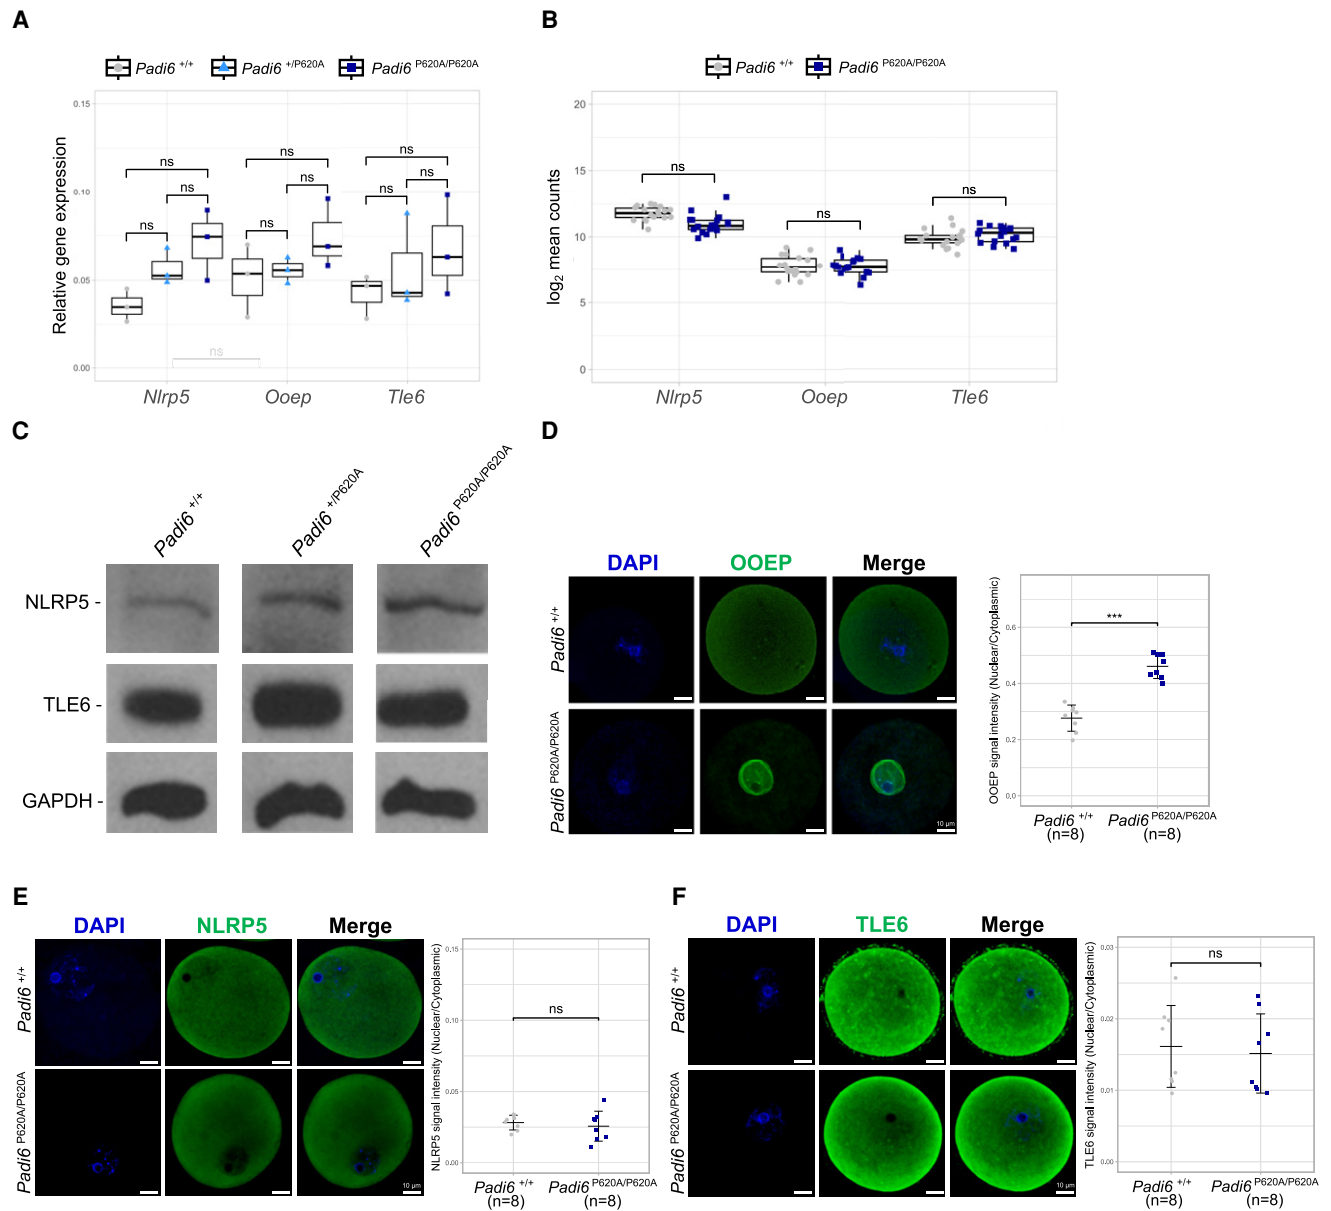 A
Padi6 +/+ Padi6 +/P620A Padi6 P620A/P620A
Relative gene expression
0.15
0.10
0.05
0.00
ns
ns
ns
ns
ns
ns
ns
ns
ns
ns
Nlrp5 Ooep Tle6
B
Padi6 +/+ Padi6 P620A/P620A
log2 mean counts
20
15
10
5
0
ns
ns
ns
Nlrp5 Ooep Tle6
C
Padi6 +/+ Padi6 +/P620A Padi6 P620A/P620A
NLRP5 -
TLE6 -
GAPDH -
D
DAPI OOEP Merge
Padi6 +/+
Padi6 P620A/P620A
10 µm
OOEP signal intensity (Nuclear/Cytoplasmic)
0.6
0.4
0.2
0.0
***
Padi6 +/+ Padi6 P620A/P620A
(n=8) (n=8)
E
DAPI NLRP5 Merge
Padi6 +/+
Padi6 P620A/P620A
10 µm
NLRP5 signal intensity (Nuclear/Cytoplasmic)
0.15
0.10
0.05
0.00
ns
Padi6 +/+ Padi6 P620A/P620A
(n=8) (n=8)
F
DAPI TLE6 Merge
Padi6 +/+
Padi6 P620A/P620A
10 µm
TLE6 signal intensity (Nuclear/Cytoplasmic)
0.03
0.02
0.01
0.00
ns
Padi6 +/+ Padi6 P620A/P620A
(n=8) (n=8)